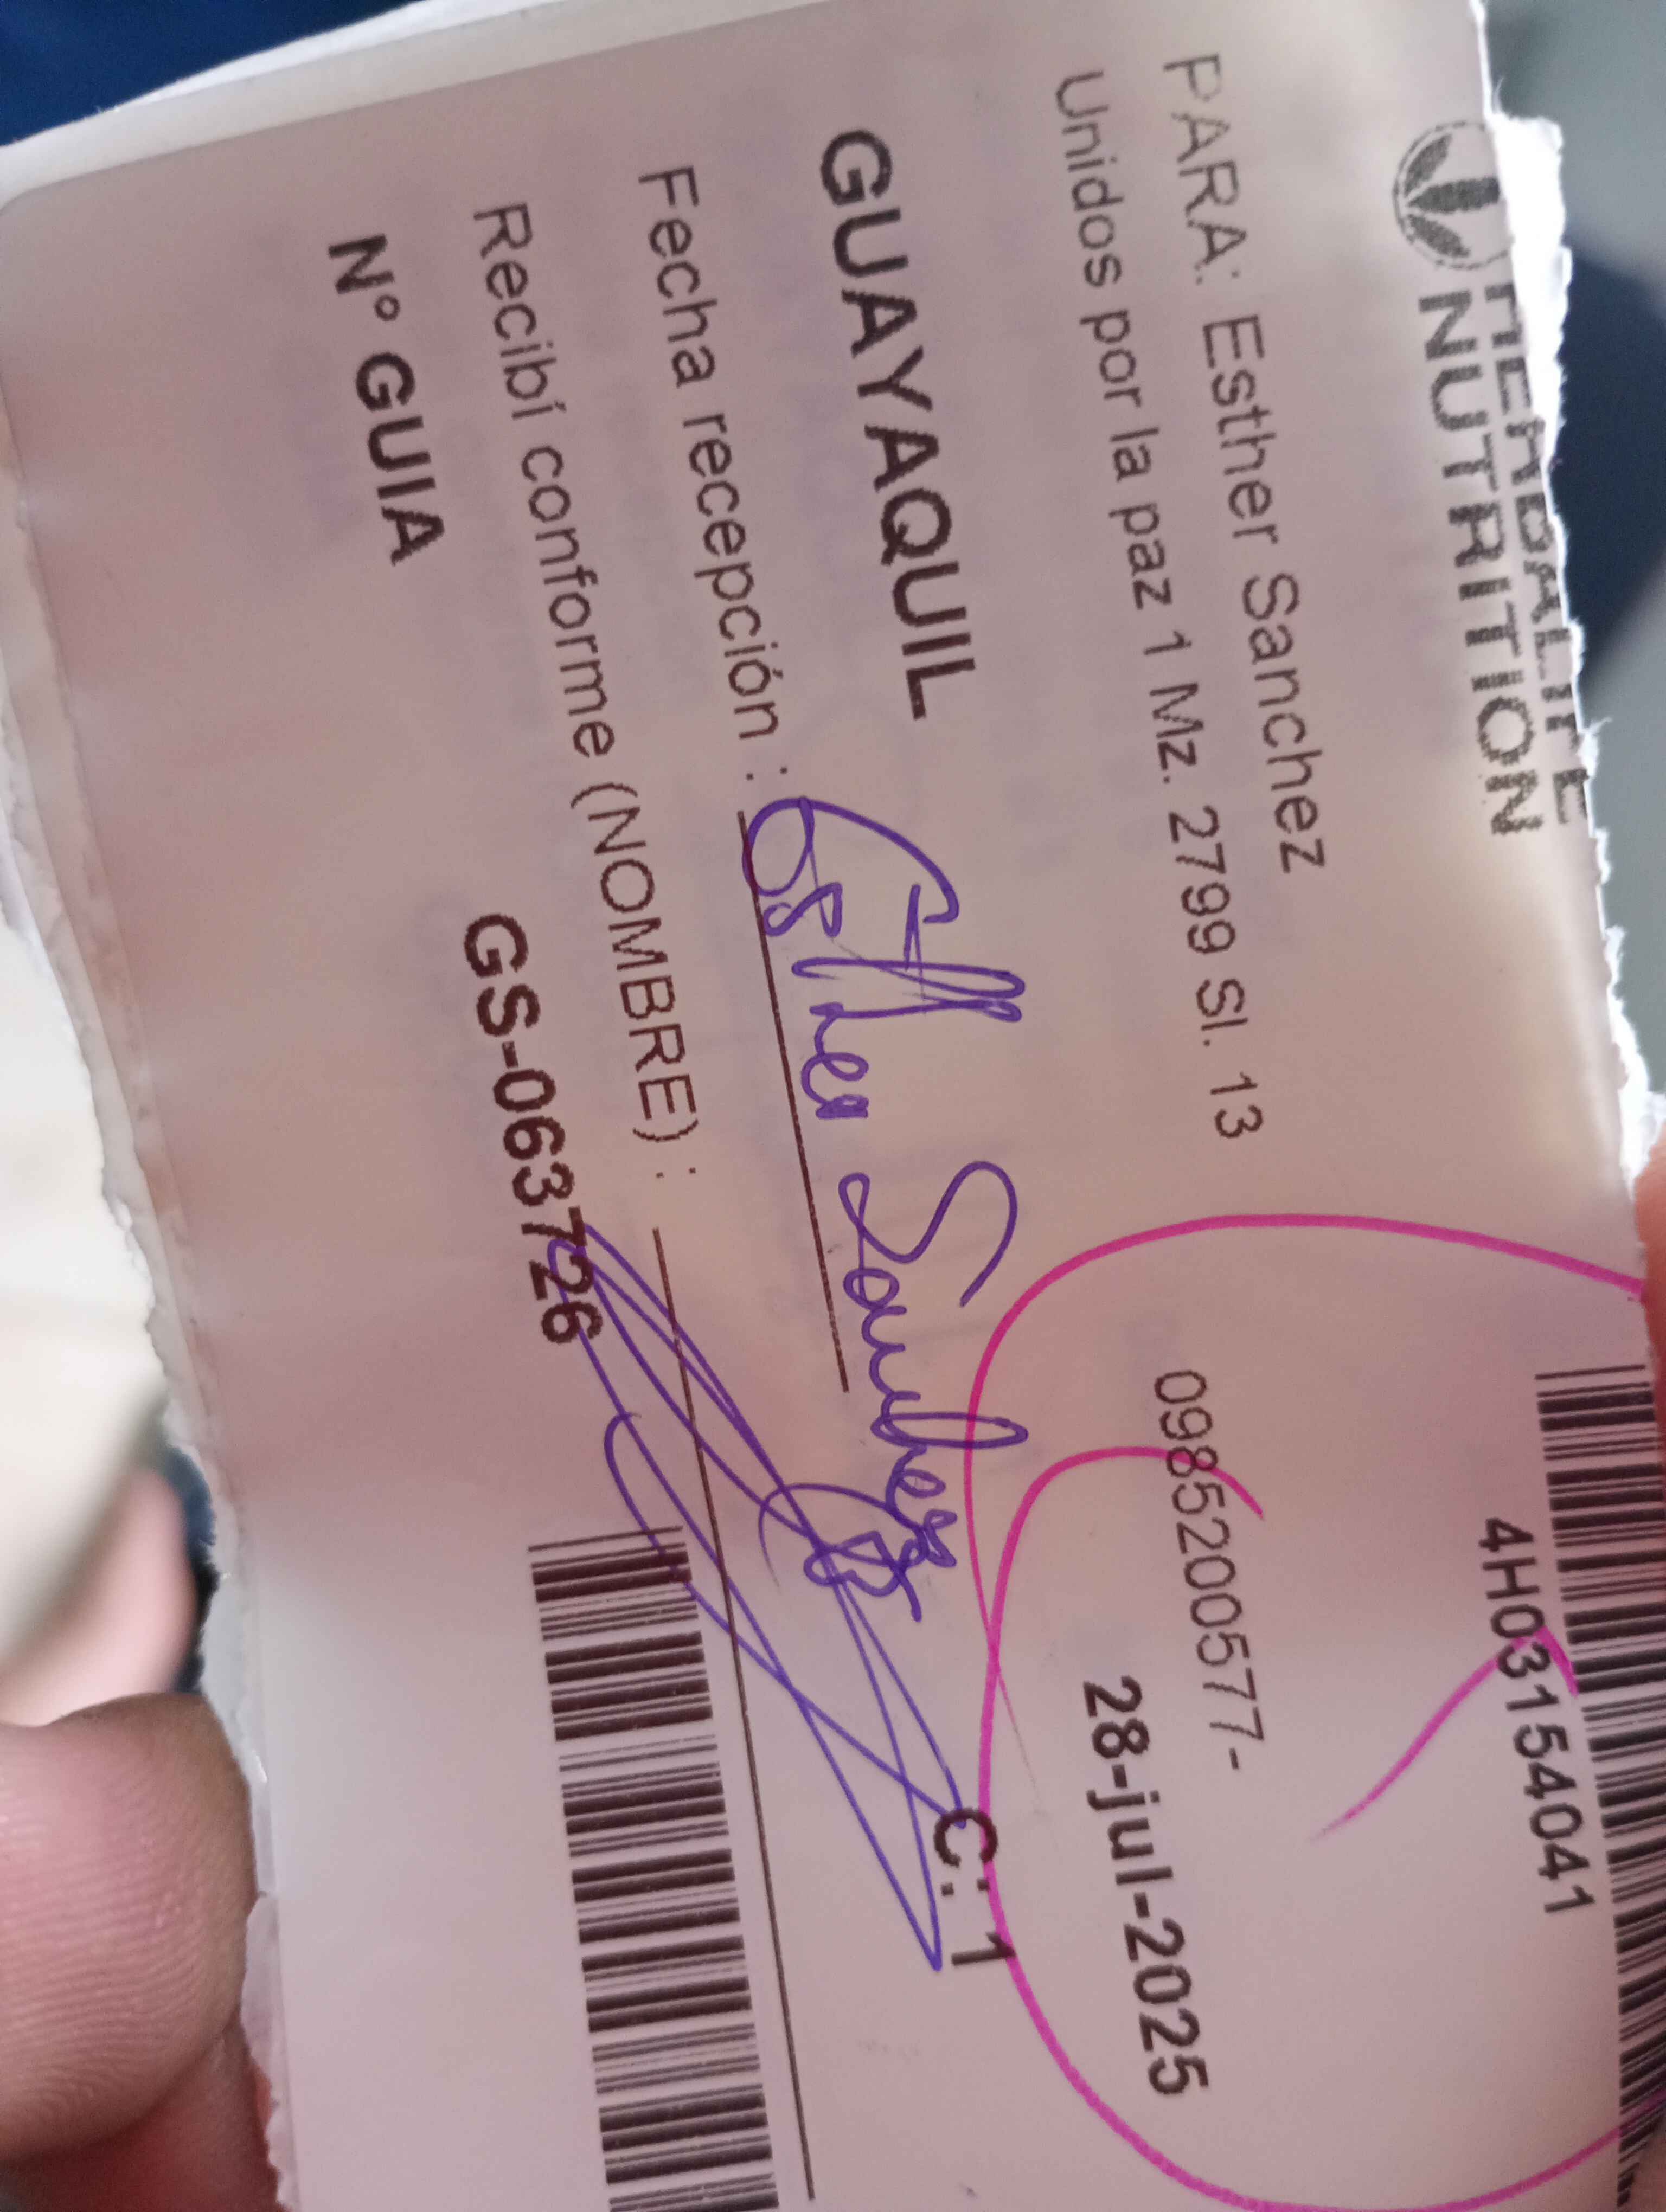 HERBALIFE
NUTRITION
4H03154041
PARA: Esther Sanchez
0985200577-
Unidos por la paz 1 Mz. 2799 Sl. 13
28-jul-2025
GUAYAQUIL
C: 1
Fecha recepción : Esther Sanchez
Recibí conforme (NOMBRE) :
N° GUIA GS-063726